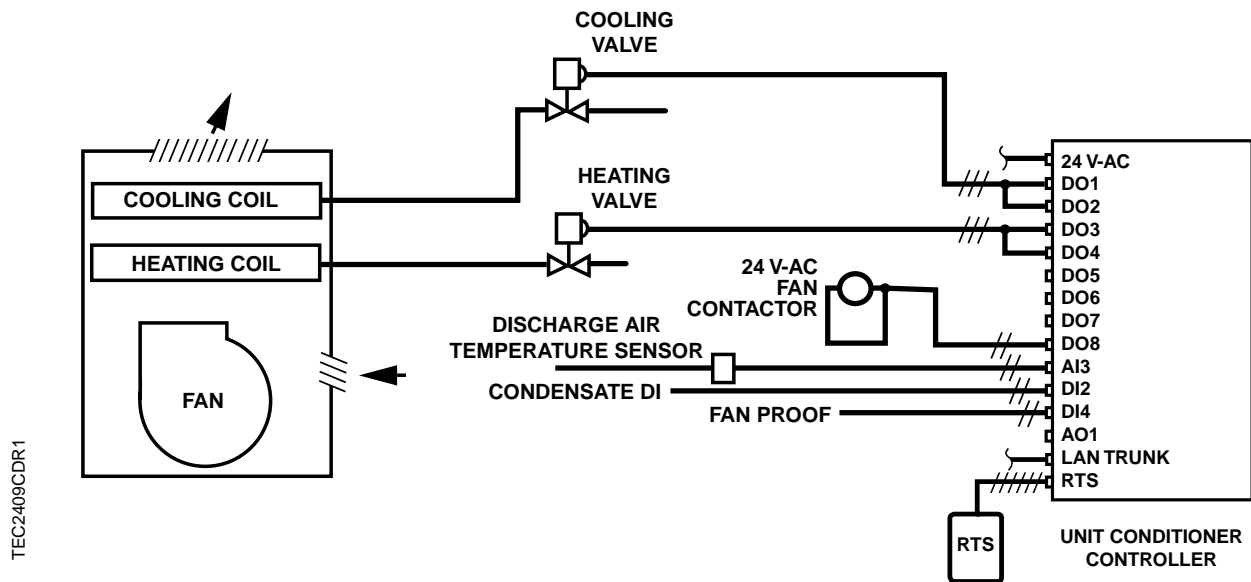 COOLING
VALVE
HEATING
VALVE
COOLING COIL
HEATING COIL
FAN
24 V-AC
FAN
CONTACTOR
DISCHARGE AIR
TEMPERATURE SENSOR
CONDENSATE DI
FAN PROOF
24 V-AC
DO1
DO2
DO3
DO4
DO5
DO6
DO7
DO8
AI3
DI2
DI4
AO1
LAN TRUNK
RTS
RTS
UNIT CONDITIONER
CONTROLLER
TEC2409CDR1